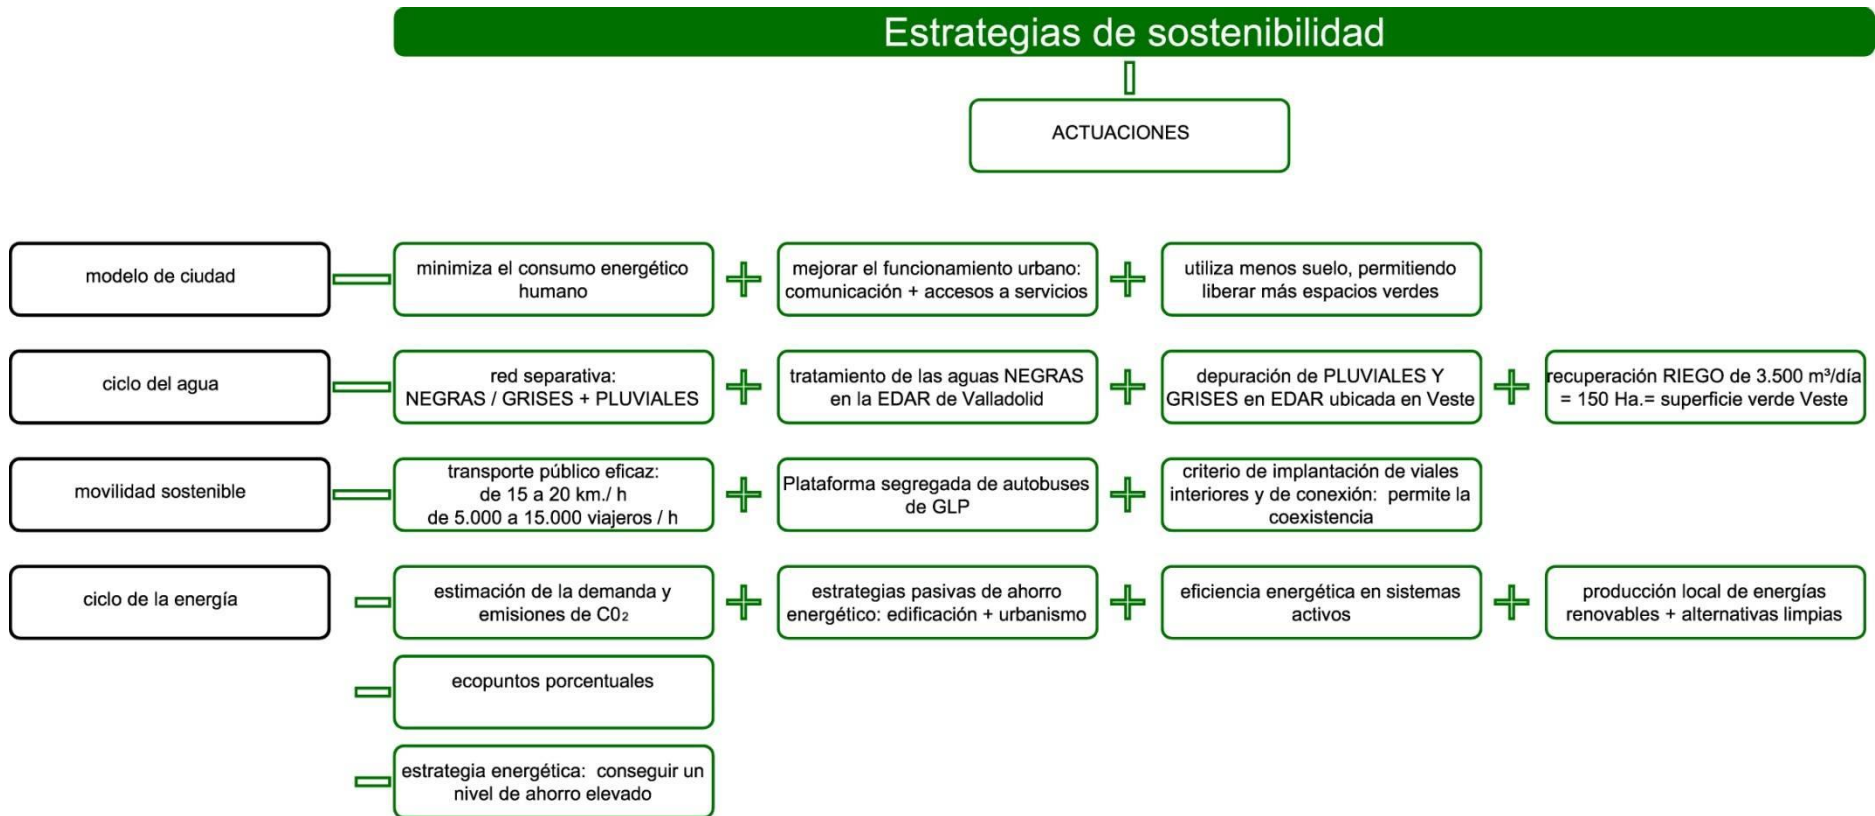 Estrategias de sostenibilidad
ACTUACIONES
modelo de ciudad
minimiza el consumo energético
humano
mejorar el funcionamiento urbano:
comunicación + accesos a servicios
utiliza menos suelo, permitiendo
liberar más espacios verdes
ciclo del agua
red separativa:
NEGRAS / GRISES + PLUVIALES
tratamiento de las aguas NEGRAS
en la EDAR de Valladolid
depuración de PLUVIALES Y
GRISES en EDAR ubicada en Veste
recuperación RIEGO de 3.500 m³/día
= 150 Ha.= superficie verde Veste
movilidad sostenible
transporte público eficaz:
de 15 a 20 km./ h
de 5.000 a 15.000 viajeros / h
Plataforma segregada de autobuses
de GLP
criterio de implantación de viales
interiores y de conexión: permite la
coexistencia
ciclo de la energía
estimación de la demanda y
emisiones de C0₂
estrategias pasivas de ahorro
energético: edificación + urbanismo
eficiencia energética en sistemas
activos
producción local de energías
renovables + alternativas limpias
ecopuntos porcentuales
estrategia energética: conseguir un
nivel de ahorro elevado